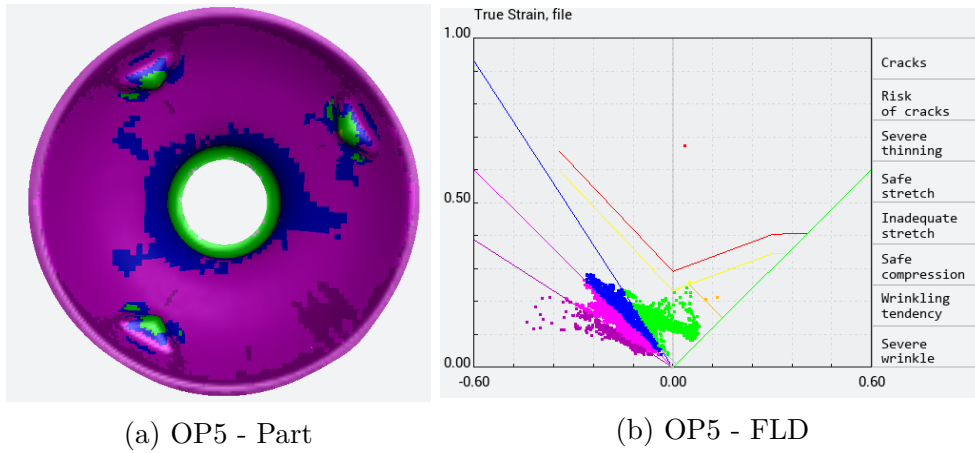 True Strain, file
1.00
0.50
0.00
-0.60
0.00
0.60
Cracks
Risk
of cracks
Severe
thinning
Safe
stretch
Inadequate
stretch
Safe
compression
Wrinkling
tendency
Severe
wrinkle
(a) OP5 - Part
(b) OP5 - FLD